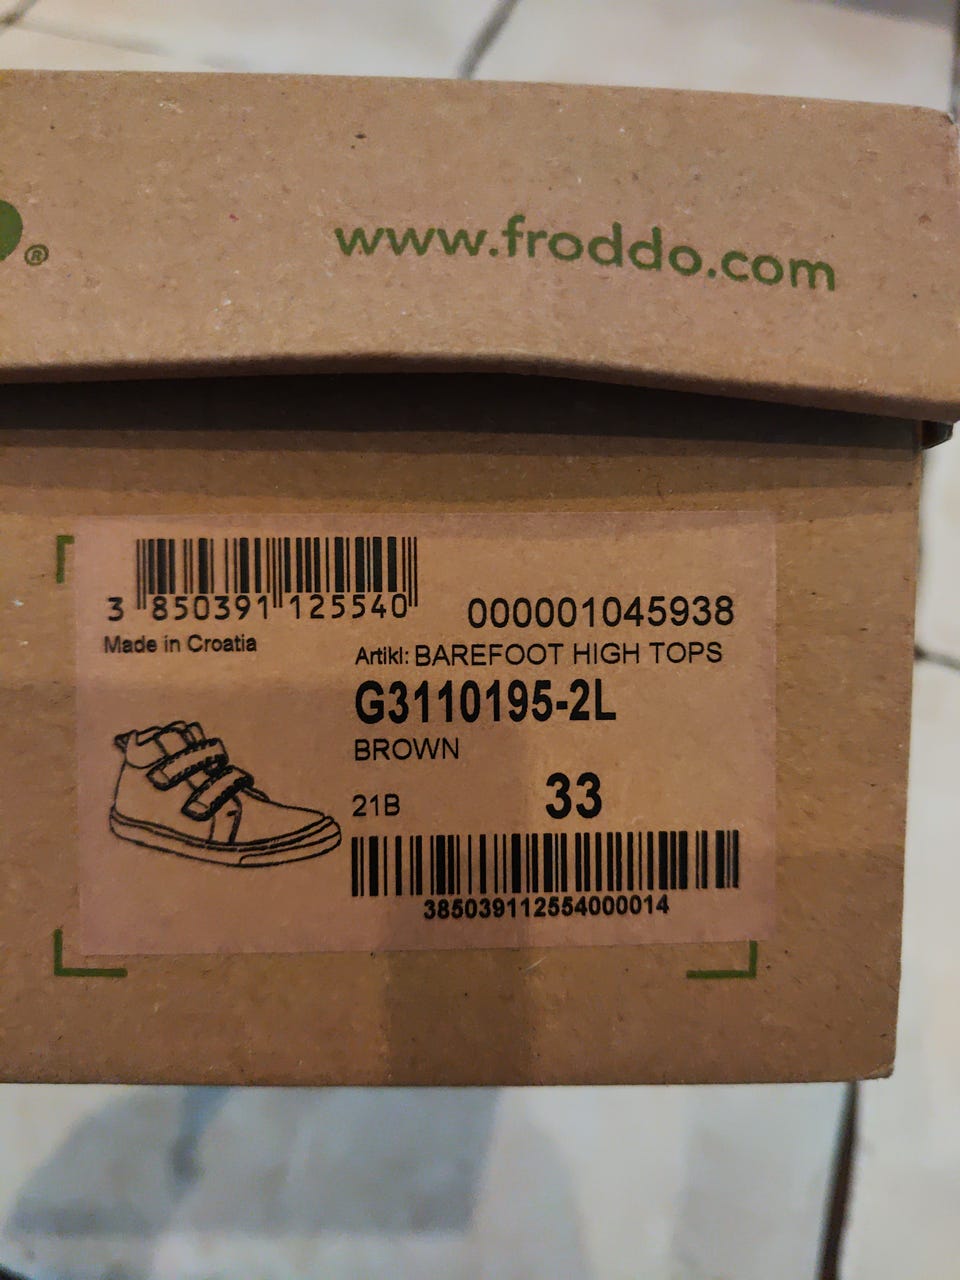 ®
www.froddo.com
3 850391 125540
000001045938
Made in Croatia
Artikl: BAREFOOT HIGH TOPS
G3110195-2L
BROWN
21B 33
385039112554000014